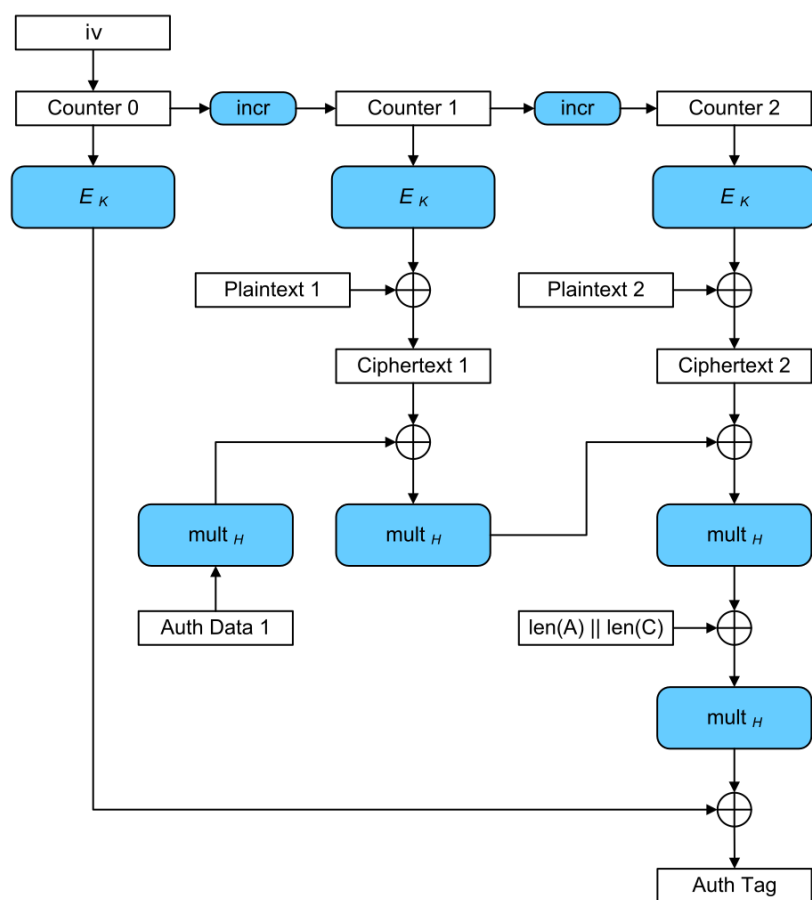 iv
Counter 0
incr
Counter 1
incr
Counter 2
E K
E K
E K
Plaintext 1
Plaintext 2
Ciphertext 1
Ciphertext 2
mult H
mult H
mult H
Auth Data 1
len(A) || len(C)
mult H
Auth Tag